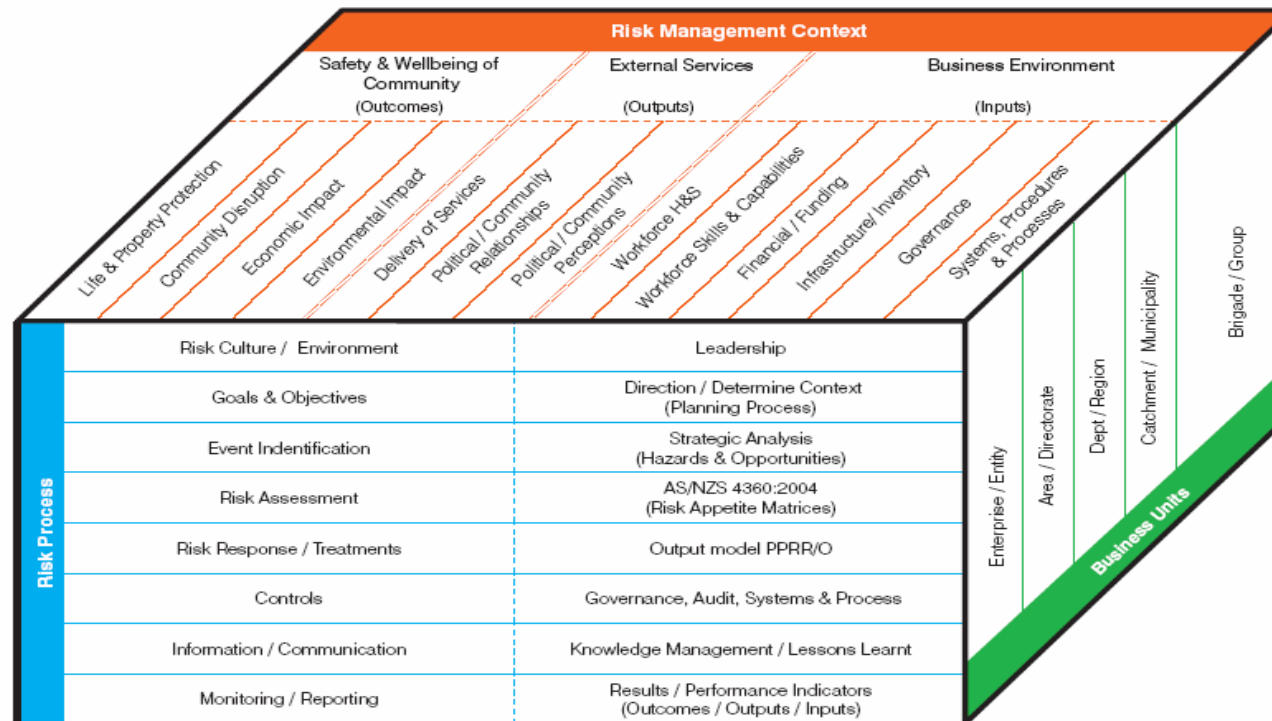 Risk Management Context
Safety & Wellbeing of
Community
(Outcomes)
External Services
(Outputs)
Business Environment
(Inputs)
Life & Property Protection
Community Disruption
Economic Impact
Environmental Impact
Delivery of Services
Political / Community
Relationships
Political / Community
Perceptions
Workforce H&S
Workforce Skills & Capabilities
Financial / Funding
Infrastructure/ Inventory
Governance
Systems, Procedures
& Processes
Risk Process
Risk Culture / Environment
Leadership
Goals & Objectives
Direction / Determine Context
(Planning Process)
Event Indentification
Strategic Analysis
(Hazards & Opportunities)
Risk Assessment
AS/NZS 4360:2004
(Risk Appetite Matrices)
Risk Response / Treatments
Output model PPRR/O
Controls
Governance, Audit, Systems & Process
Information / Communication
Knowledge Management / Lessons Learnt
Monitoring / Reporting
Results / Performance Indicators
(Outcomes / Outputs / Inputs)
Enterprise / Entity
Area / Directorate
Dept / Region
Catchment / Municipality
Brigade / Group
Business Units